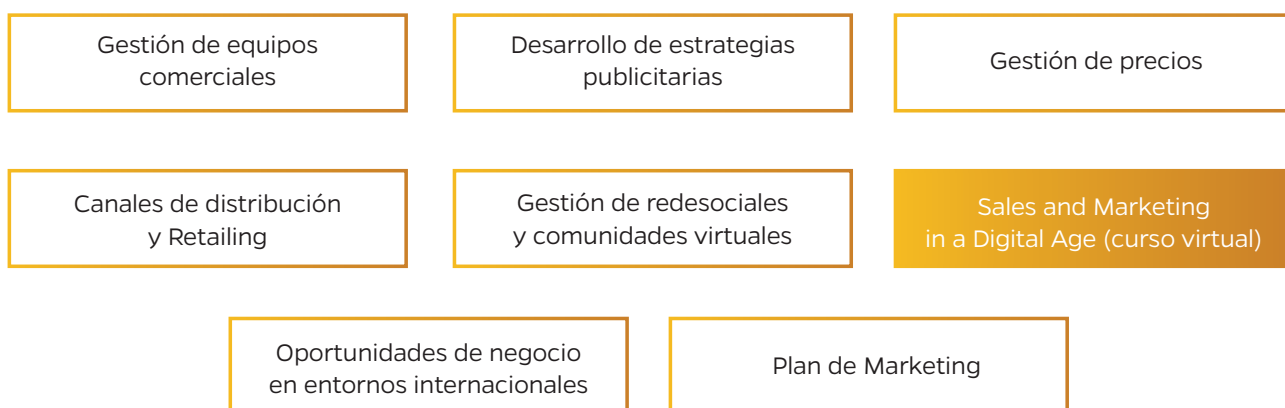 Gestión de equipos
comerciales
Desarrollo de estrategias
publicitarias
Gestión de precios
Canales de distribución
y Retailing
Gestión de redesociales
y comunidades virtuales
Sales and Marketing
in a Digital Age (curso virtual)
Oportunidades de negocio
en entornos internacionales
Plan de Marketing